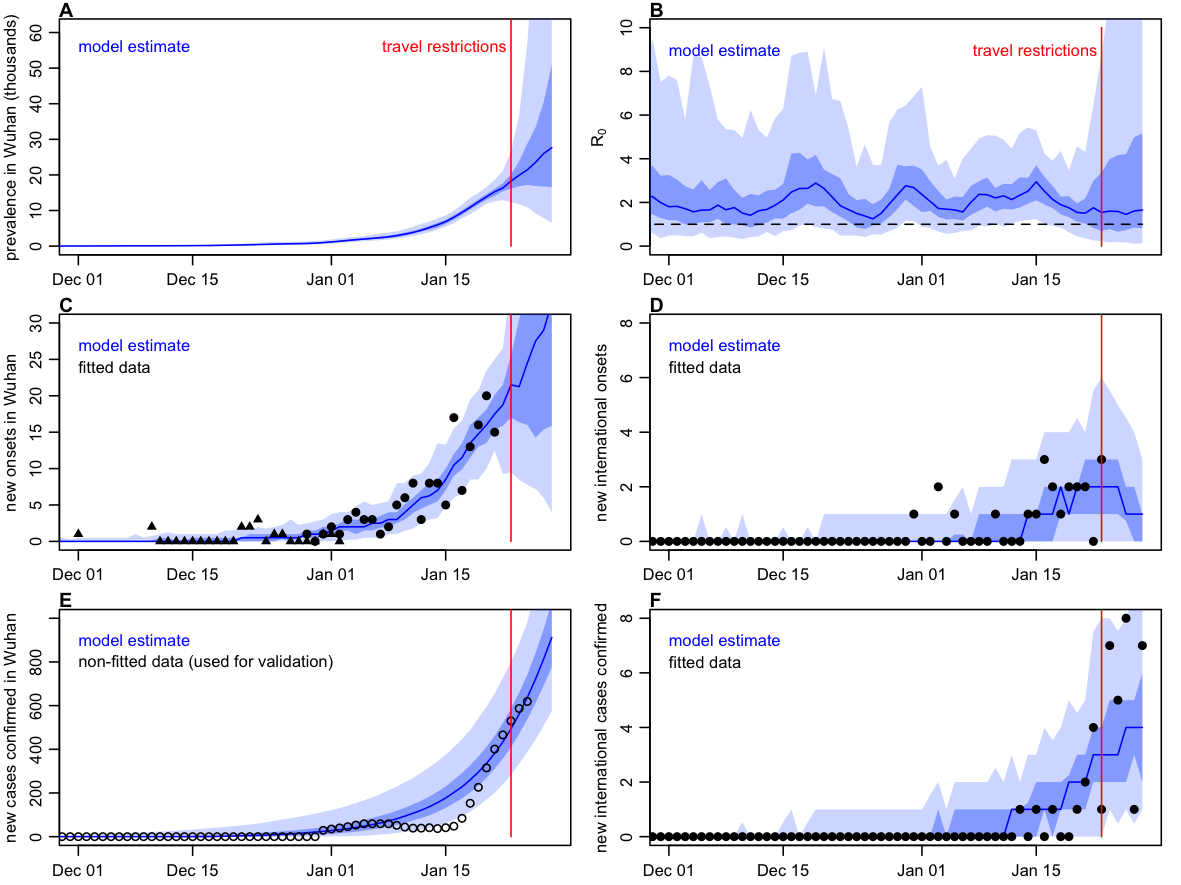 A
prevalence in Wuhan (thousands)
60
50
40
30
20
10
0
model estimate
travel restrictions
Dec 01 Dec 15 Jan 01 Jan 15
B
R0
10
8
6
4
2
0
model estimate
travel restrictions
Dec 01 Dec 15 Jan 01 Jan 15
C
new onsets in Wuhan
30
25
20
15
10
5
0
model estimate
fitted data
Dec 01 Dec 15 Jan 01 Jan 15
D
new international onsets
8
6
4
2
0
model estimate
fitted data
Dec 01 Dec 15 Jan 01 Jan 15
E
new cases confirmed in Wuhan
800
600
400
200
0
model estimate
non-fitted data (used for validation)
Dec 01 Dec 15 Jan 01 Jan 15
F
new international cases confirmed
8
6
4
2
0
model estimate
fitted data
Dec 01 Dec 15 Jan 01 Jan 15